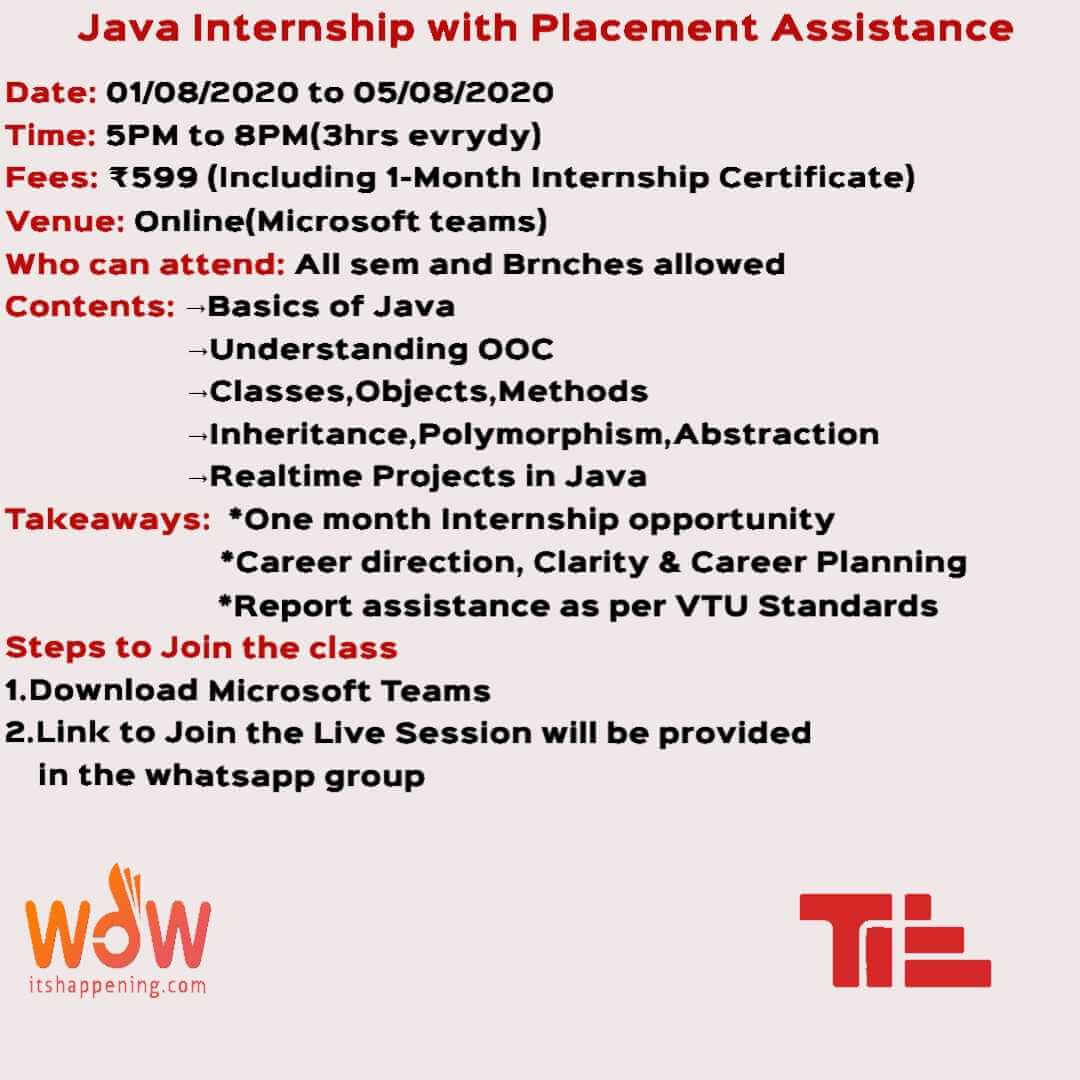 Java Internship with Placement Assistance
Date: 01/08/2020 to 05/08/2020
Time: 5PM to 8PM(3hrs evrydy)
Fees: ₹599 (Including 1-Month Internship Certificate)
Venue: Online(Microsoft teams)
Who can attend: All sem and Brnches allowed
Contents: →Basics of Java
→Understanding OOC
→Classes,Objects,Methods
→Inheritance,Polymorphism,Abstraction
→Realtime Projects in Java
Takeaways: *One month Internship opportunity
*Career direction, Clarity & Career Planning
*Report assistance as per VTU Standards
Steps to Join the class
1.Download Microsoft Teams
2.Link to Join the Live Session will be provided
in the whatsapp group
WOW
itshappening.com
TIE